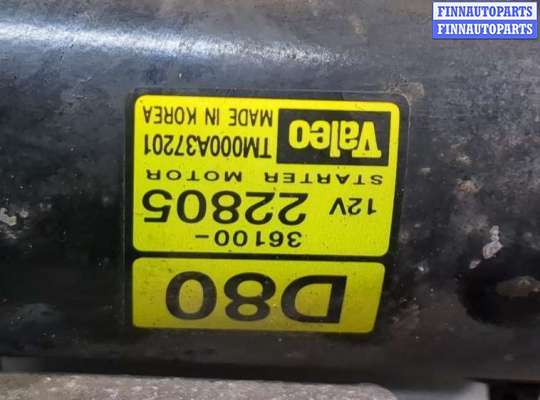 FINNAUTOPARTS
FINNAUTOPARTS
D80
36100-
12V 22805
STARTER MOTOR
Valeo TM000A37201
MADE IN KOREA